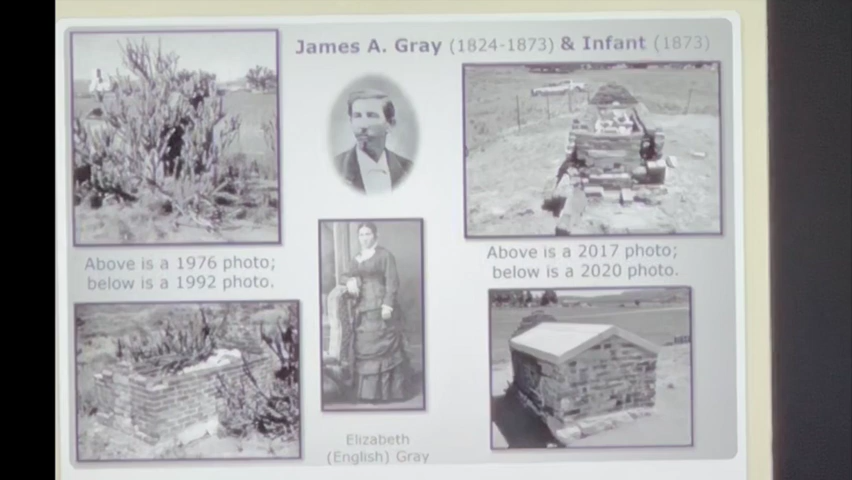 James A. Gray (1824-1873) & Infant (1873)
Above is a 1976 photo;
below is a 1992 photo.
Above is a 2017 photo;
below is a 2020 photo.
Elizabeth
(English) Gray